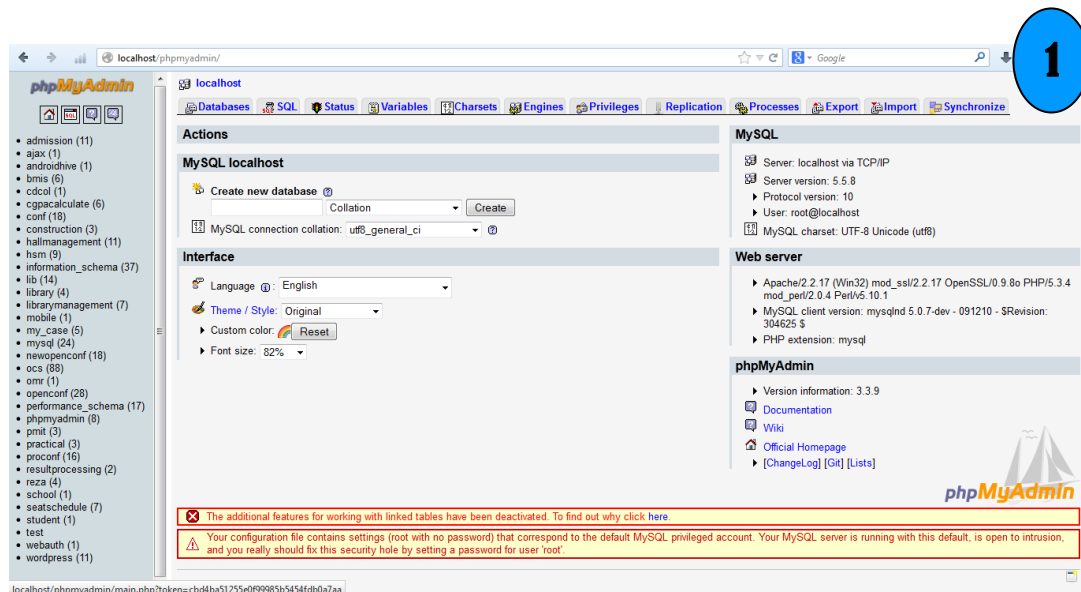 1
localhost/phpmyadmin/
Google
phpMyAdmin
localhost
Databases SQL Status Variables Charsets Engines Privileges Replication Processes Export Import Synchronize
admission (11)
ajax (1)
androidhive (1)
bmis (6)
cdcol (1)
cgpacalculate (6)
conf (18)
construction (3)
hallmanagement (11)
hsm (9)
information_schema (37)
lib (14)
library (4)
librarymanagement (7)
mobile (1)
my_case (5)
mysql (24)
newopenconf (18)
ocs (88)
omr (1)
openconf (28)
performance_schema (17)
phpmyadmin (8)
pmit (3)
practical (3)
proconf (16)
resultprocessing (2)
reza (4)
school (1)
seatschedule (7)
student (1)
test
webauth (1)
wordpress (11)
Actions
MySQL localhost
Create new database
Collation Create
MySQL connection collation: utf8_general_ci
Interface
Language : English
Theme / Style: Original
Custom color: Reset
Font size: 82%
MySQL
Server: localhost via TCP/IP
Server version: 5.5.8
Protocol version: 10
User: root@localhost
MySQL charset: UTF-8 Unicode (utf8)
Web server
Apache/2.2.17 (Win32) mod_ssl/2.2.17 OpenSSL/0.9.8o PHP/5.3.4
mod_perl/2.0.4 Perl/v5.10.1
MySQL client version: mysqlnd 5.0.7-dev - 091210 - $Revision:
304625 $
PHP extension: mysql
phpMyAdmin
Version information: 3.3.9
Documentation
Wiki
Official Homepage
[ChangeLog] [Git] [Lists]
phpMyAdmin
The additional features for working with linked tables have been deactivated. To find out why click here.
Your configuration file contains settings (root with no password) that correspond to the default MySQL privileged account. Your MySQL server is running with this default, is open to intrusion,
and you really should fix this security hole by setting a password for user 'root'.
localhost/phpmyadmin/main.php?token=cbd4ba51255e0f99985b5454fdb0a7aa